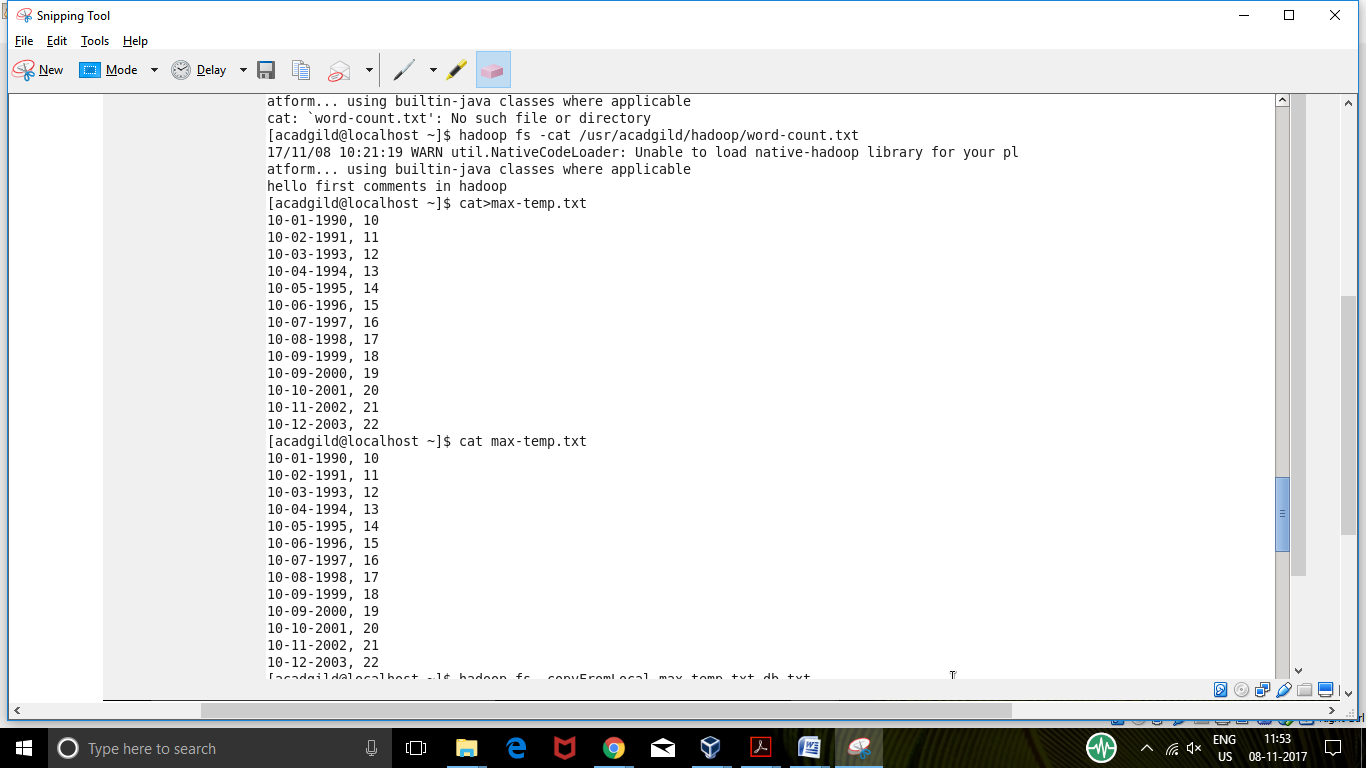 Snipping Tool
File Edit Tools Help
New Mode Delay
atform... using builtin-java classes where applicable
cat: `word-count.txt': No such file or directory
[acadgild@localhost ~]$ hadoop fs -cat /usr/acadgild/hadoop/word-count.txt
17/11/08 10:21:19 WARN util.NativeCodeLoader: Unable to load native-hadoop library for your pl
atform... using builtin-java classes where applicable
hello first comments in hadoop
[acadgild@localhost ~]$ cat>max-temp.txt
10-01-1990, 10
10-02-1991, 11
10-03-1993, 12
10-04-1994, 13
10-05-1995, 14
10-06-1996, 15
10-07-1997, 16
10-08-1998, 17
10-09-1999, 18
10-09-2000, 19
10-10-2001, 20
10-11-2002, 21
10-12-2003, 22
[acadgild@localhost ~]$ cat max-temp.txt
10-01-1990, 10
10-02-1991, 11
10-03-1993, 12
10-04-1994, 13
10-05-1995, 14
10-06-1996, 15
10-07-1997, 16
10-08-1998, 17
10-09-1999, 18
10-09-2000, 19
10-10-2001, 20
10-11-2002, 21
10-12-2003, 22
[acadgild@localhost ~]$ hadoop fs -copyFromLocal max-temp.txt db.txt
Type here to search
ENG
US
11:53
08-11-2017